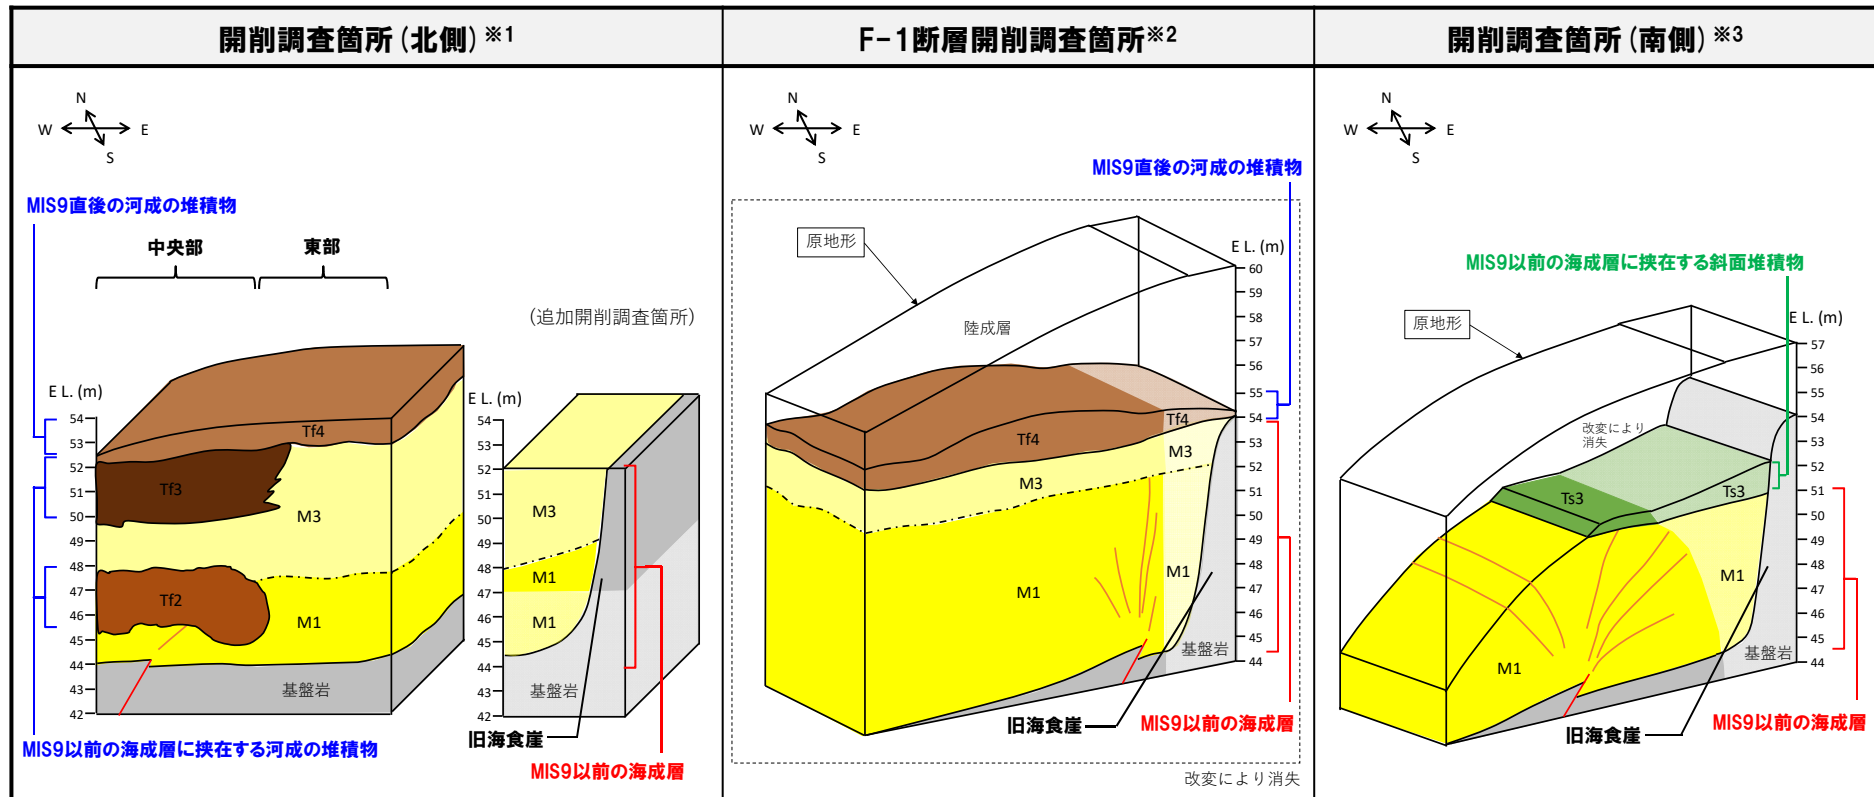 開削調査箇所(北側)※1
F-1断層開削調査箇所※2
開削調査箇所(南側)※3
N
W
E
S
MIS9直後の河成の堆積物
中央部
東部
(追加開削調査箇所)
E L. (m)
54
53
52
51
50
49
48
47
46
45
44
43
42
Tf4
Tf3
M3
Tf2
M1
基盤岩
MIS9以前の海成層に挟在する河成の堆積物
E L. (m)
54
53
52
51
50
49
48
47
46
45
44
43
42
M3
M1
M1
基盤岩
旧海食崖
MIS9以前の海成層
N
W
E
S
MIS9直後の河成の堆積物
原地形
陸成層
E L. (m)
60
59
58
57
56
55
54
53
52
51
50
49
48
47
46
45
44
Tf4
Tf4
M3
M3
M1
M1
基盤岩
旧海食崖
MIS9以前の海成層
改変により消失
N
W
E
S
MIS9以前の海成層に挟在する斜面堆積物
原地形
E L. (m)
57
56
55
54
53
52
51
50
49
48
47
46
45
44
改変により
消失
Ts3
Ts3
M1
M1
基盤岩
旧海食崖
MIS9以前の海成層